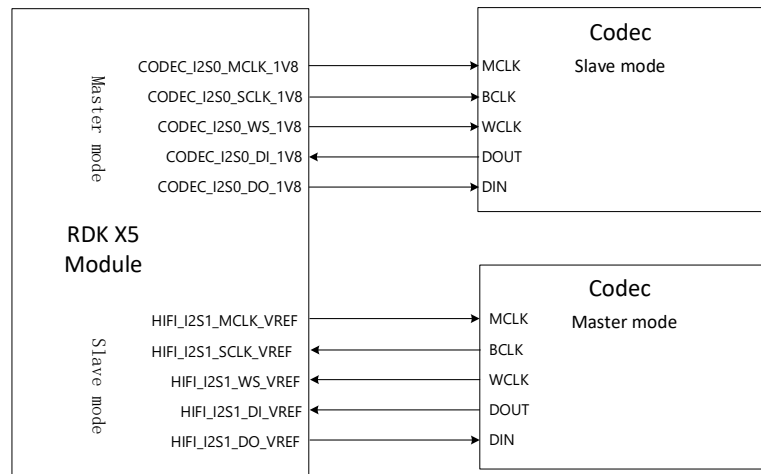 Master mode
CODEC_I2S0_MCLK_1V8
CODEC_I2S0_SCLK_1V8
CODEC_I2S0_WS_1V8
CODEC_I2S0_DI_1V8
CODEC_I2S0_DO_1V8
Codec
Slave mode
MCLK
BCLK
WCLK
DOUT
DIN
RDK X5
Module
Slave mode
HIFI_I2S1_MCLK_VREF
HIFI_I2S1_SCLK_VREF
HIFI_I2S1_WS_VREF
HIFI_I2S1_DI_VREF
HIFI_I2S1_DO_VREF
Codec
Master mode
MCLK
BCLK
WCLK
DOUT
DIN